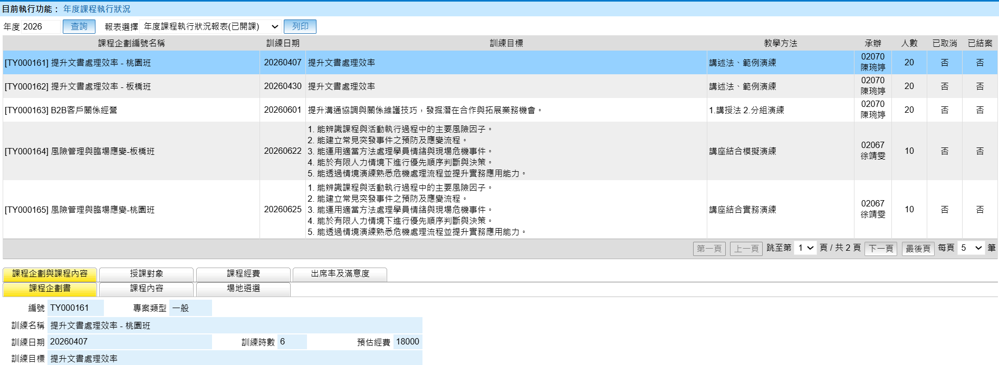 目前執行功能： 年度課程執行狀況
年度 2026 查詢 報表選擇 年度課程執行狀況報表(已開課) 列印
課程企劃編號名稱 訓練日期 訓練目標 教學方法 承辦 人數 已取消 已結案
[TY000161] 提升文書處理效率 - 桃園班 20260407 提升文書處理效率 講述法、範例演練 02070 陳琬婷 20 否 否
[TY000162] 提升文書處理效率 - 板橋班 20260430 提升文書處理效率 講述法、範例演練 02070 陳琬婷 20 否 否
[TY000163] B2B客戶關係經營 20260601 提升溝通協調與關係維護技巧，發掘潛在合作與拓展業務機會。 1.講授法 2.分組演練 02070 陳琬婷 20 否 否
[TY000164] 風險管理與臨場應變-板橋班 20260622
1. 能辨識課程與活動執行過程中的主要風險因子。
2. 能建立常見突發事件之預防及應變流程。
3. 能運用適當方法處理學員情緒與現場危機事件。
4. 能於有限人力情境下進行優先順序判斷與決策。
5. 能透過情境演練熟悉危機處理流程並提升實務應用能力。
講座結合模擬演練 02067 徐靖雯 10 否 否
[TY000165] 風險管理與臨場應變-桃園班 20260625
1. 能辨識課程與活動執行過程中的主要風險因子。
2. 能建立常見突發事件之預防及應變流程。
3. 能運用適當方法處理學員情緒與現場危機事件。
4. 能於有限人力情境下進行優先順序判斷與決策。
5. 能透過情境演練熟悉危機處理流程並提升實務應用能力。
講座結合實務演練 02067 徐靖雯 10 否 否
第一頁 上一頁 跳至第 1 頁 / 共 2 頁 下一頁 最後頁 每頁 5 筆
課程企劃與課程內容 授課對象 課程經費 出席率及滿意度
課程企劃書 課程內容 場地遴選
編號 TY000161 專案類型 一般
訓練名稱 提升文書處理效率 - 桃園班
訓練日期 20260407 訓練時數 6 預估經費 18000
訓練目標 提升文書處理效率